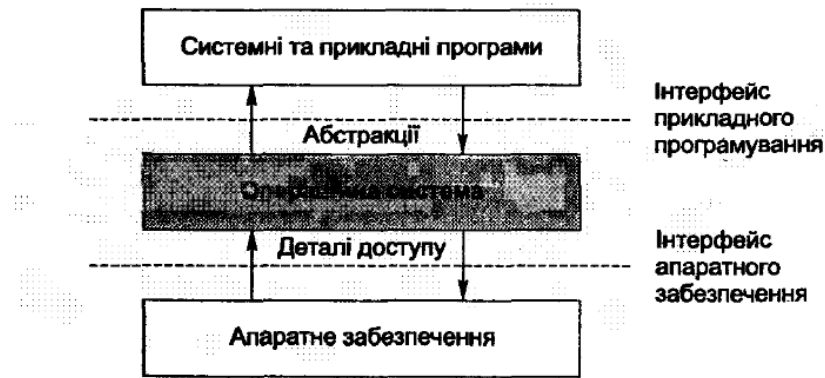 Системні та прикладні програми
Інтерфейс
прикладного
програмування
Абстракції
Операційна система
Деталі доступу
Інтерфейс
апаратного
забезпечення
Апаратне забезпечення